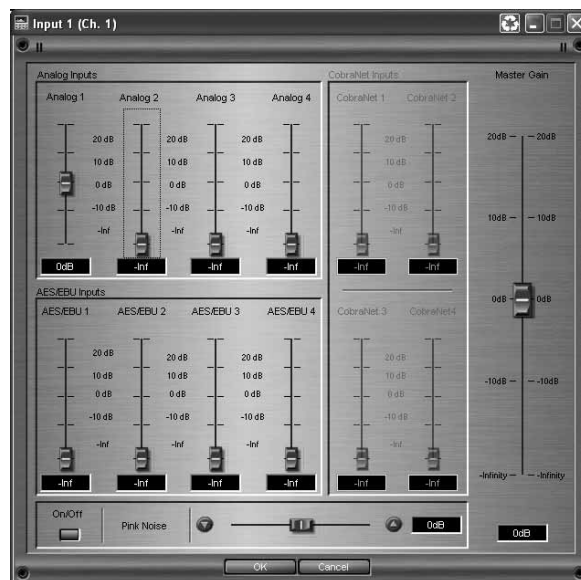 Input 1 (Ch. 1)
Analog Inputs
CobraNet Inputs
Master Gain
Analog 1 Analog 2 Analog 3 Analog 4
CobraNet 1 CobraNet 2
20 dB 20 dB 20 dB 20 dB
20dB 20dB
10 dB 10 dB 10 dB 10 dB
0 dB 0 dB 0 dB 0 dB
-10 dB -10 dB -10 dB -10 dB
10dB 10dB
-Inf -Inf -Inf -Inf
0dB -Inf -Inf -Inf -Inf -Inf
AES/EBU Inputs
0dB 0dB
AES/EBU 1 AES/EBU 2 AES/EBU 3 AES/EBU 4
CobraNet 3 CobraNet4
20 dB 20 dB 20 dB 20 dB
10 dB 10 dB 10 dB 10 dB
-10dB -10dB
0 dB 0 dB 0 dB 0 dB
-10 dB -10 dB -10 dB -10 dB
-Inf -Inf -Inf -Inf
-Infinity -Infinity
-Inf -Inf -Inf -Inf -Inf -Inf
On/Off
Pink Noise
0dB
0dB
OK Cancel